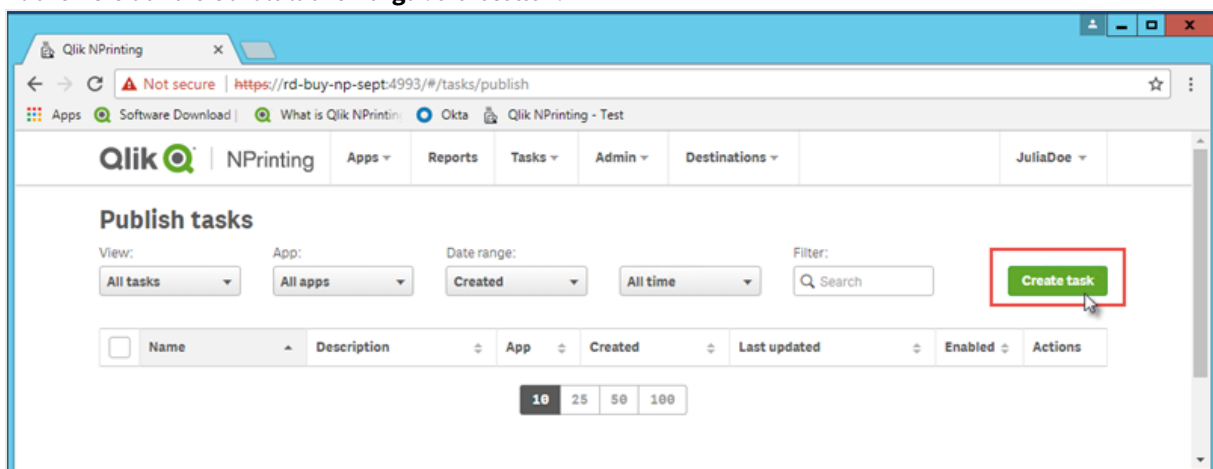 Qlik NPrinting
Not secure | https://rd-buy-np-sept:4993/#/tasks/publish
Apps Software Download | What is Qlik NPrinting Okta Qlik NPrinting - Test
Qlik NPrinting Apps Reports Tasks Admin Destinations JuliaDoe
Publish tasks
View: App: Date range: Filter:
All tasks All apps Created All time Search Create task
Name Description App Created Last updated Enabled Actions
10 25 50 100